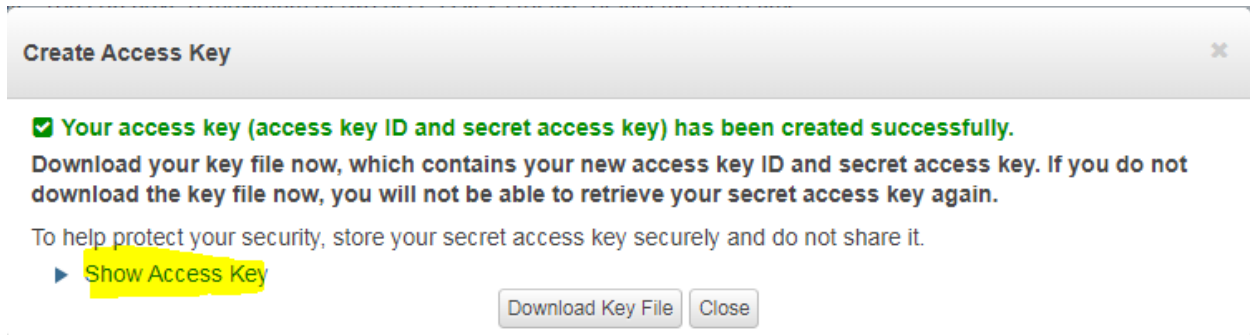 Create Access Key
Your access key (access key ID and secret access key) has been created successfully.
Download your key file now, which contains your new access key ID and secret access key. If you do not
download the key file now, you will not be able to retrieve your secret access key again.
To help protect your security, store your secret access key securely and do not share it.
Show Access Key
Download Key File Close